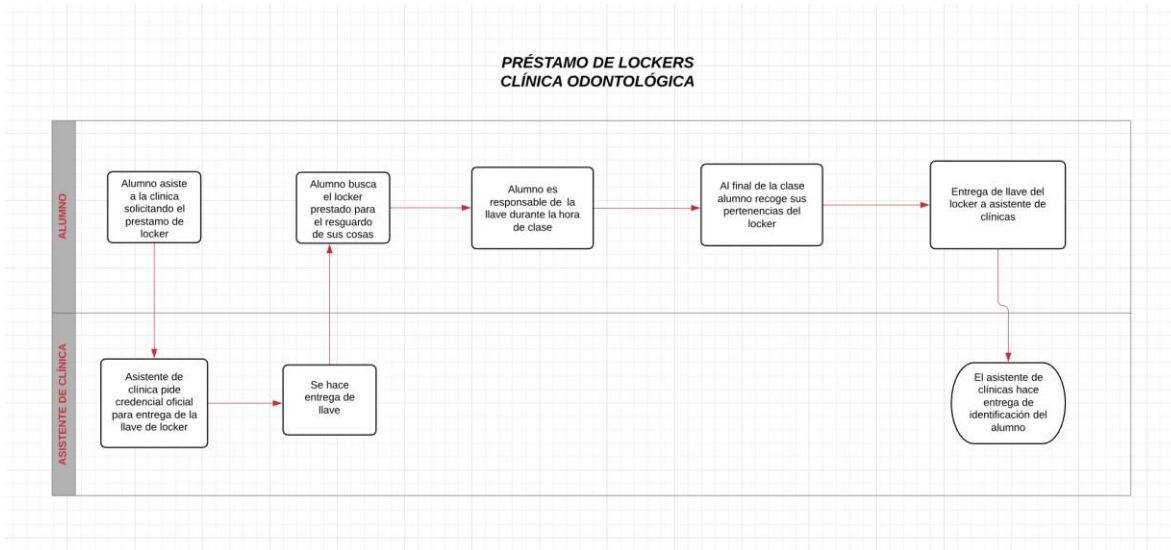 PRÉSTAMO DE LOCKERS
CLÍNICA ODONTOLÓGICA
ALUMNO
Alumno asiste
a la clinica
solicitando el
prestamo de
locker
Alumno busca
el locker
prestado para
el resguardo
de sus cosas
Alumno es
responsable de la
llave durante la hora
de clase
Al final de la clase
alumno recoge sus
pertenencias del
locker
Entrega de llave del
locker a asistente de
clínicas
ASISTENTE DE CLÍNICA
Asistente de
clínica pide
credencial oficial
para entrega de la
llave de locker
Se hace
entrega de
llave
El asistente de
clínicas hace
entrega de
identificación del
alumno